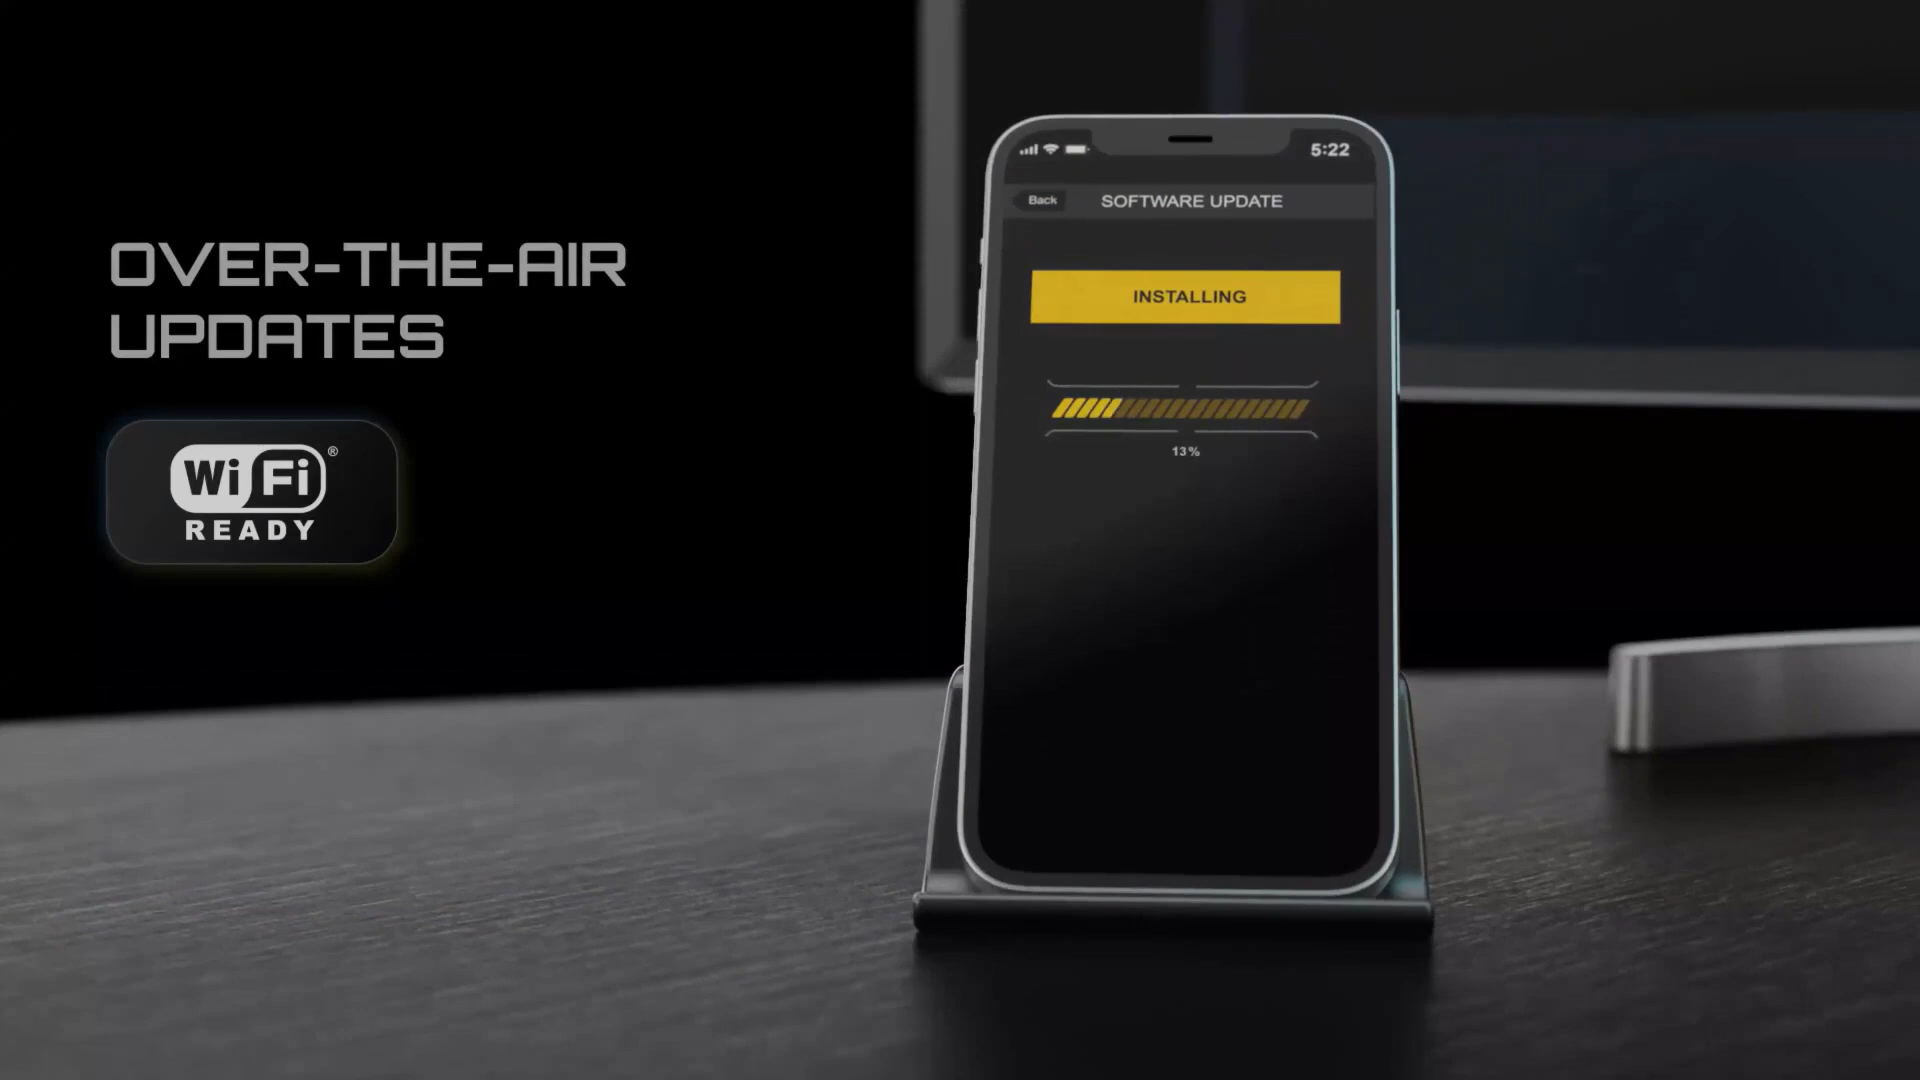 OVER-THE-AIR
UPDATES
Wi Fi®
READY
5:22
Back
SOFTWARE UPDATE
INSTALLING
13%